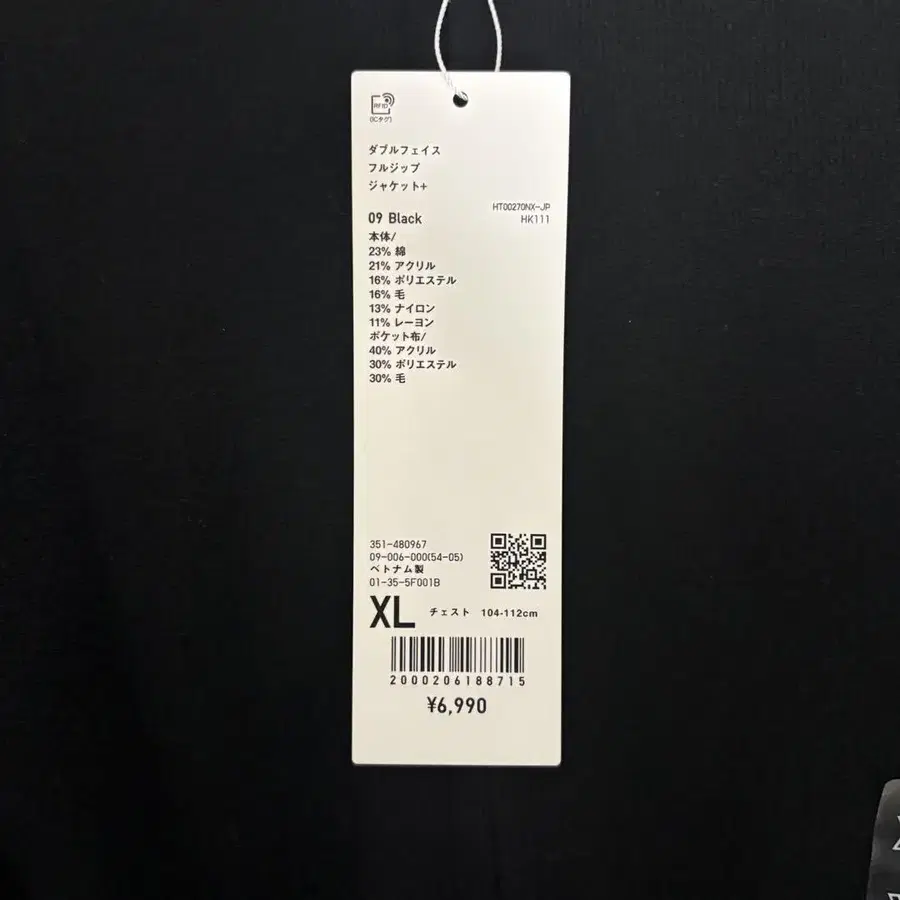 RFID
(ICタグ)
ダブルフェイス
フルジップ
ジャケット+
HT00270NX-JP
09 Black
HK111
本体/
23% 綿
21% アクリル
16% ポリエステル
16% 毛
13% ナイロン
11% レーヨン
ポケット布/
40% アクリル
30% ポリエステル
30% 毛
351-480967
09-006-000(54-05)
ベトナム製
01-35-5F001B
XL チェスト 104-112cm
2000206188715
¥6,990